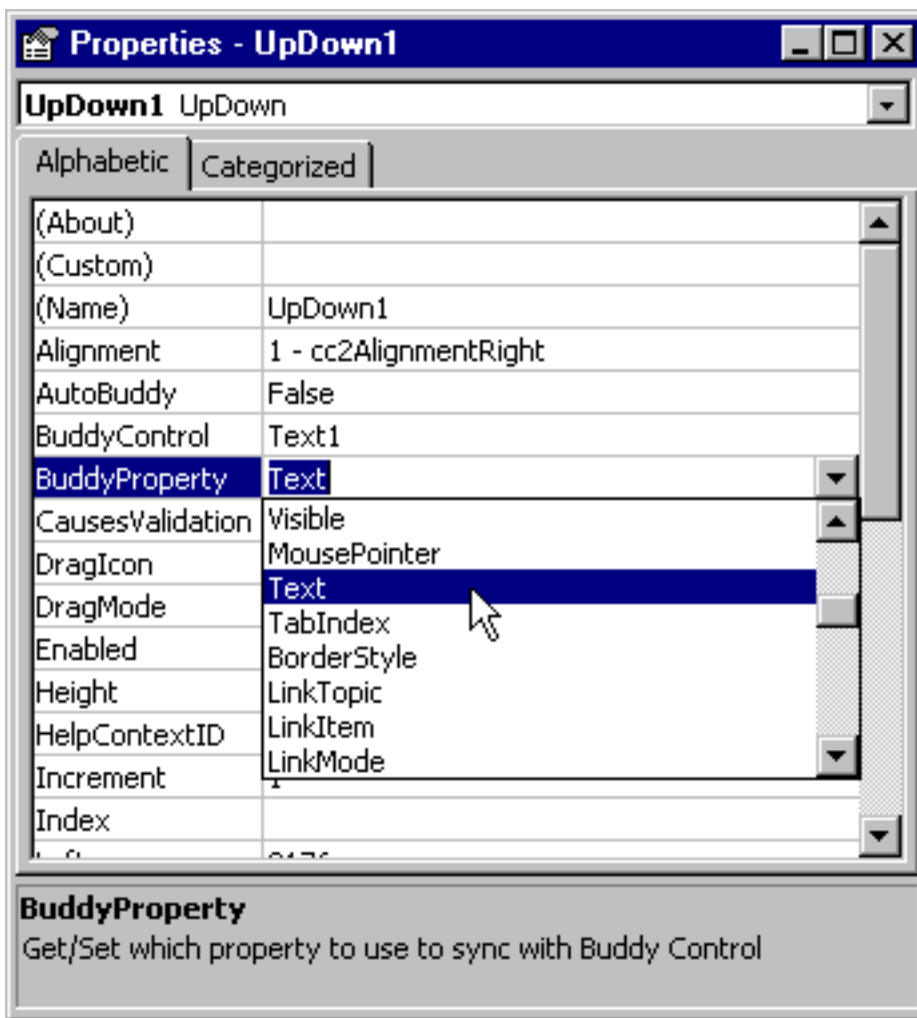 Properties - UpDown1
UpDown1 UpDown
Alphabetic Categorized
(About)
(Custom)
(Name) UpDown1
Alignment 1 - cc2AlignmentRight
AutoBuddy False
BuddyControl Text1
BuddyProperty Text
CausesValidation Visible
MousePointer
DragIcon Text
DragMode TabIndex
Enabled BorderStyle
Height LinkTopic
HelpContextID LinkItem
LinkMode
Increment
Index
BuddyProperty
Get/Set which property to use to sync with Buddy Control